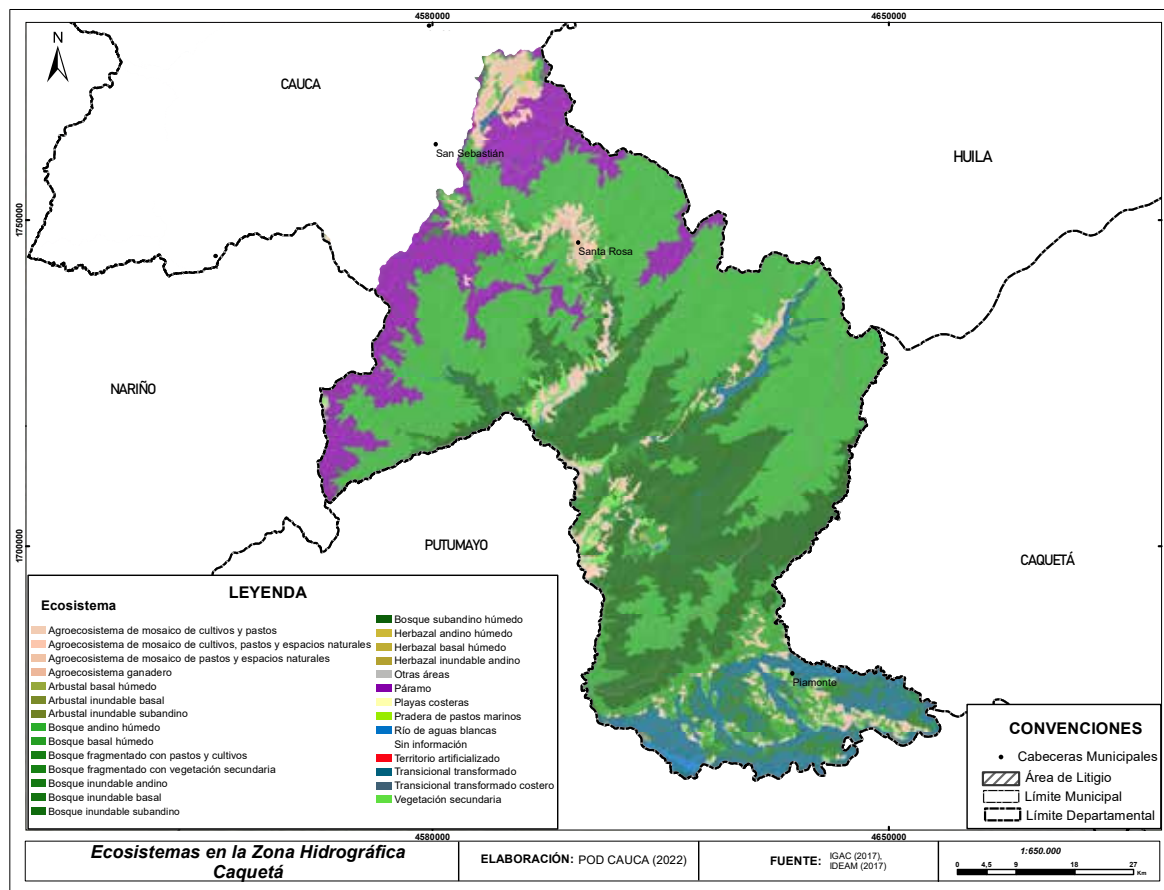 4580000
4650000
N
CAUCA
HUILA
San Sebastián
1750000
1750000
Santa Rosa
NARIÑO
PUTUMAYO
1700000
1700000
CAQUETÁ
Piamonte
LEYENDA
Ecosistema
Agroecosistema de mosaico de cultivos y pastos
Agroecosistema de mosaico de cultivos, pastos y espacios naturales
Agroecosistema de mosaico de pastos y espacios naturales
Agroecosistema ganadero
Arbustal basal húmedo
Arbustal inundable basal
Arbustal inundable subandino
Bosque andino húmedo
Bosque basal húmedo
Bosque fragmentado con pastos y cultivos
Bosque fragmentado con vegetación secundaria
Bosque inundable andino
Bosque inundable basal
Bosque inundable subandino
Bosque subandino húmedo
Herbazal andino húmedo
Herbazal basal húmedo
Herbazal inundable andino
Otras áreas
Páramo
Playas costeras
Pradera de pastos marinos
Río de aguas blancas
Sin información
Territorio artificializado
Transicional transformado
Transicional transformado costero
Vegetación secundaria
CONVENCIONES
Cabeceras Municipales
Área de Litigio
Límite Municipal
Límite Departamental
4580000
4650000
Ecosistemas en la Zona Hidrográfica
Caquetá
ELABORACIÓN: POD CAUCA (2022)
FUENTE: IGAC (2017),
IDEAM (2017)
1:650.000
0 4,5 9 18 27
Km